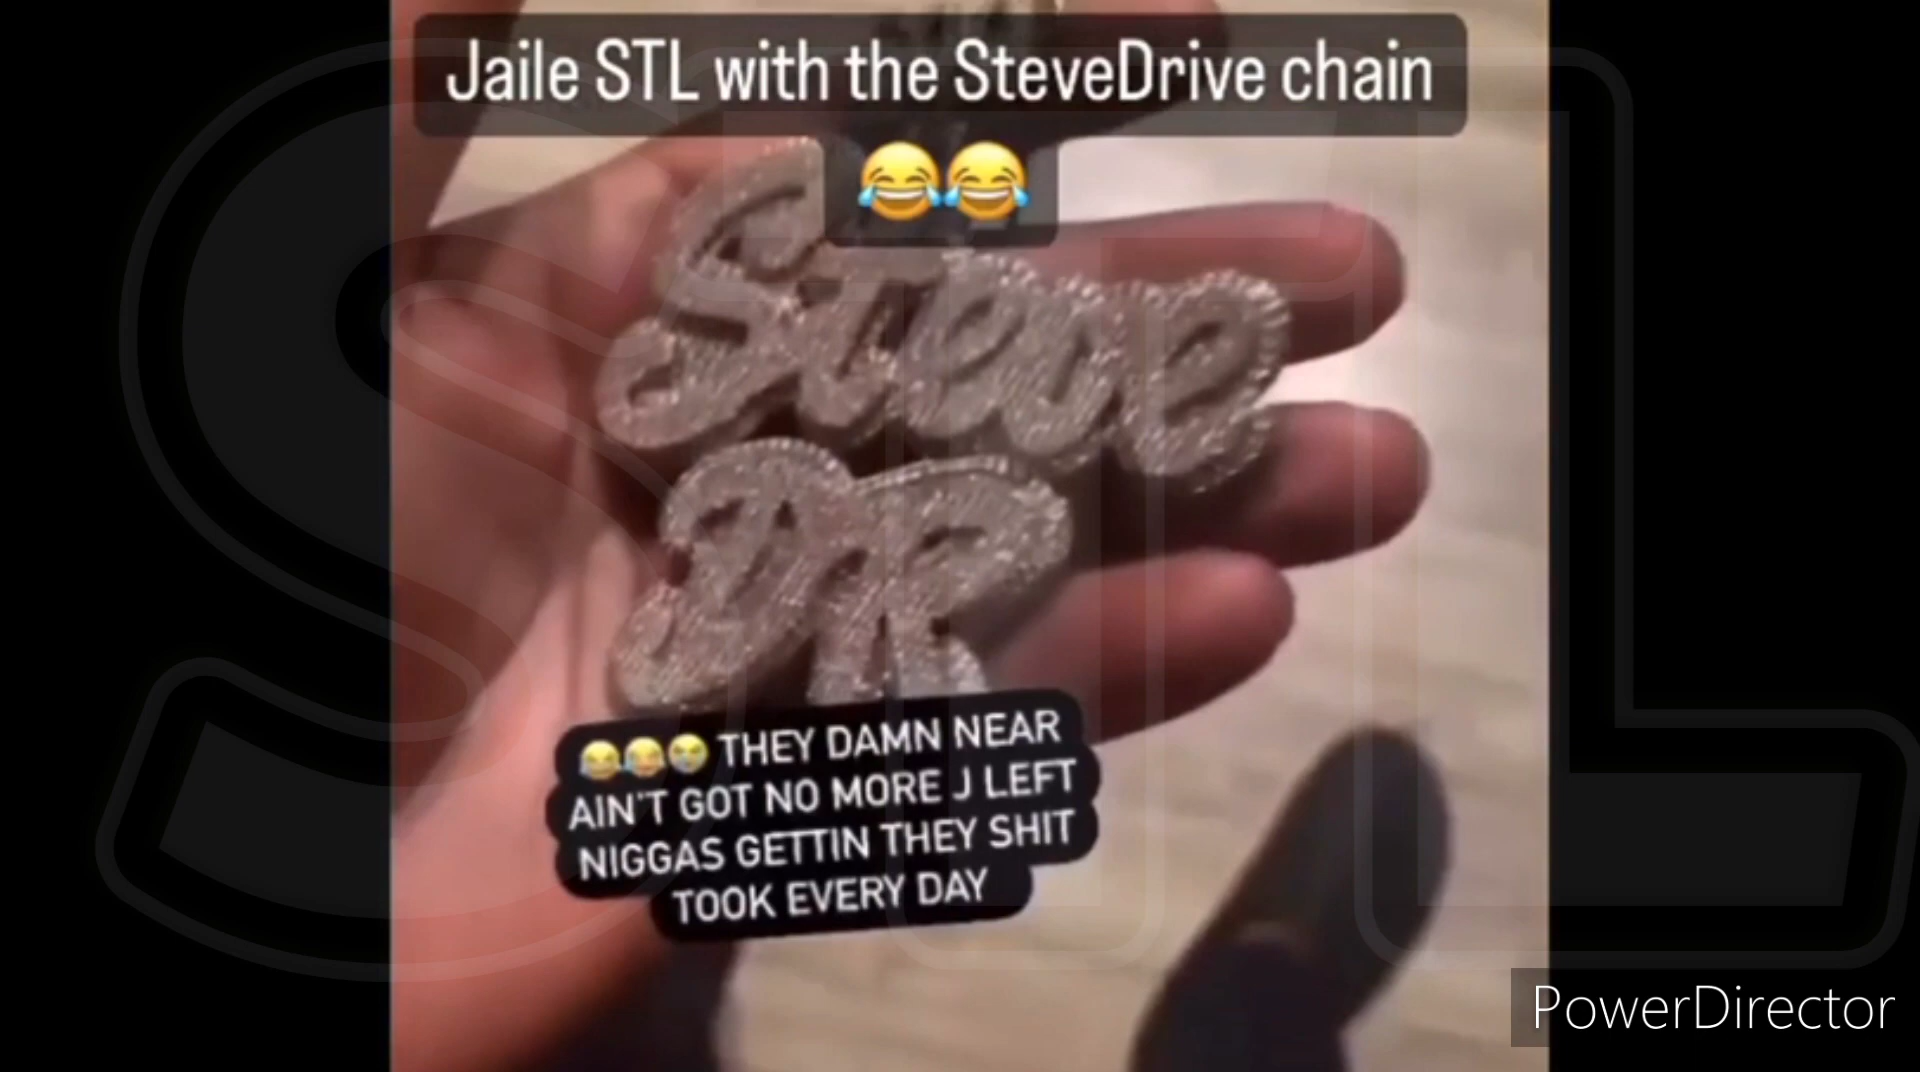 Jaile STL with the SteveDrive chain
😂😂
Steve
DR
😂😂😭 THEY DAMN NEAR
AIN'T GOT NO MORE J LEFT
NIGGAS GETTIN THEY SHIT
TOOK EVERY DAY
STL
PowerDirector